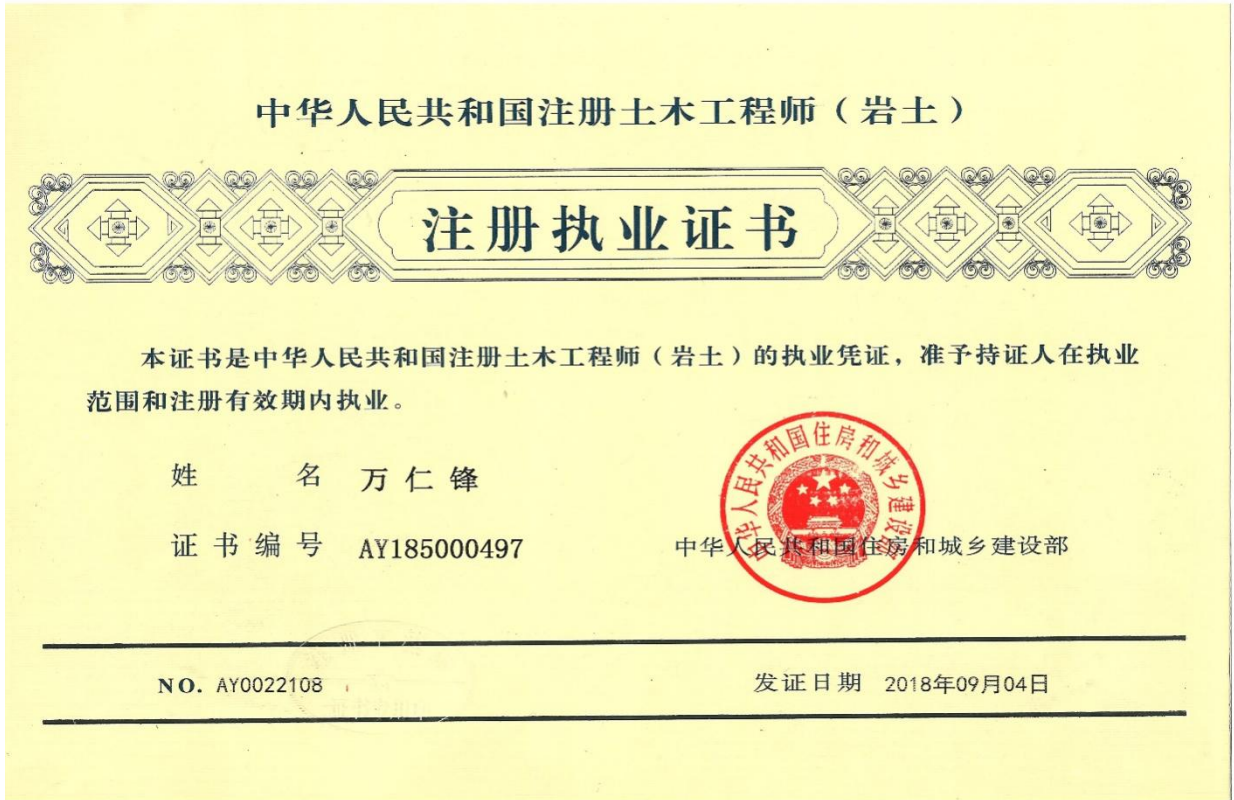 中华人民共和国注册土木工程师（岩土）
注册执业证书
本证书是中华人民共和国注册土木工程师（岩土）的执业凭证，准予持证人在执业
范围和注册有效期内执业。
姓 名 万仁锋
中华人民共和国住房和城乡建设部
证书编号 AY185000497
中华人民共和国住房和城乡建设部
NO. AY0022108
发证日期 2018年09月04日